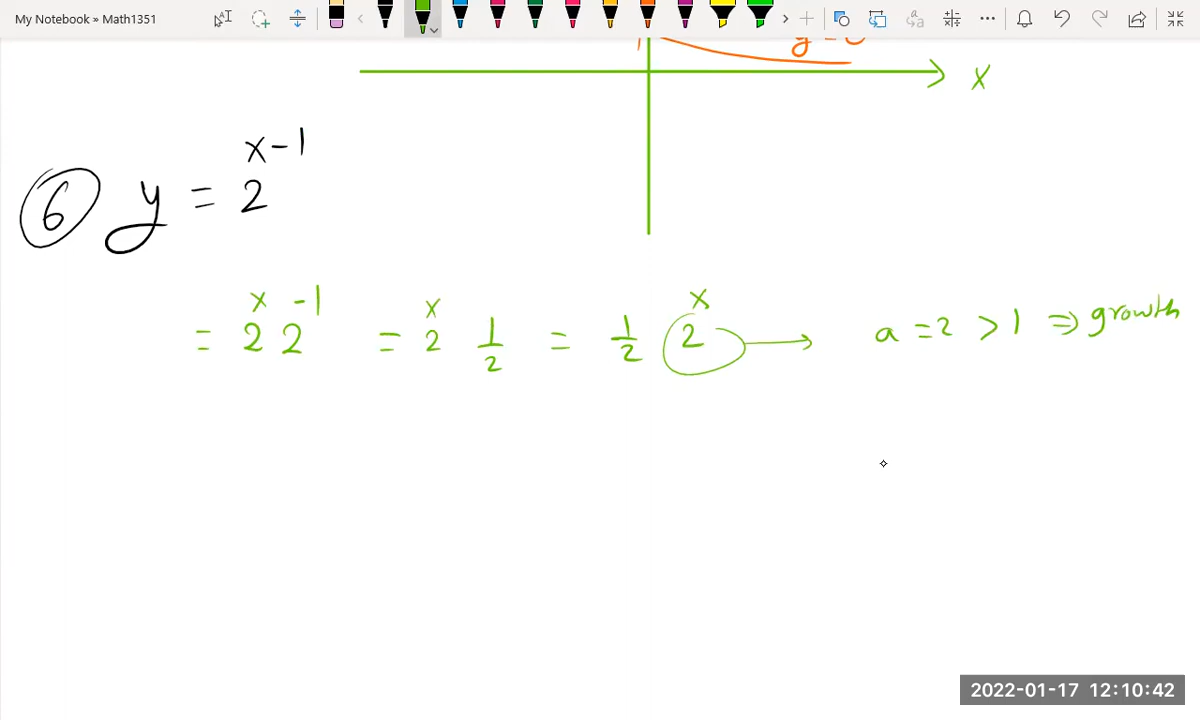 My Notebook » Math1351
x
⑥ y = 2^{x-1}
= 2^x 2^{-1} = 2^x 1/2 = 1/2 2^x → a = 2 > 1 ⇒ growth
2022-01-17 12:10:42